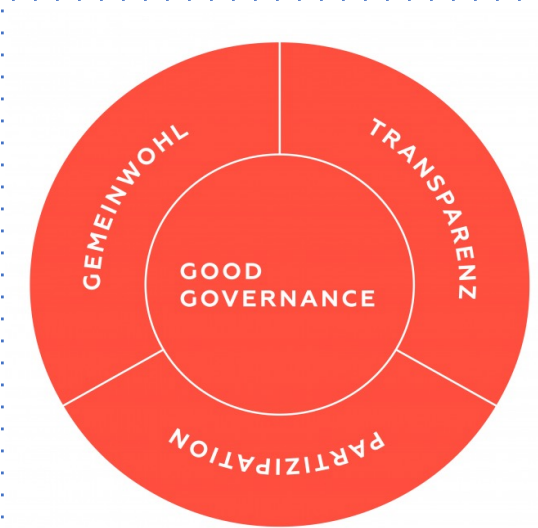 GEMEINWOHL
TRANSPARENZ
GOOD
GOVERNANCE
PARTIZIPATION